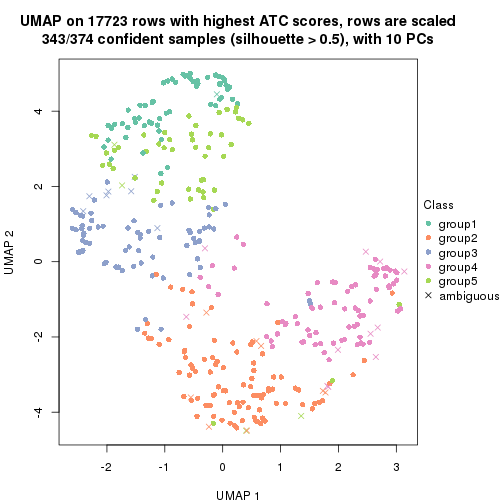 UMAP on 17723 rows with highest ATC scores, rows are scaled
343/374 confident samples (silhouette > 0.5), with 10 PCs
UMAP 2
4
2
0
-2
-4
-2
-1
0
1
2
3
UMAP 1
Class
group1
group2
group3
group4
group5
ambiguous